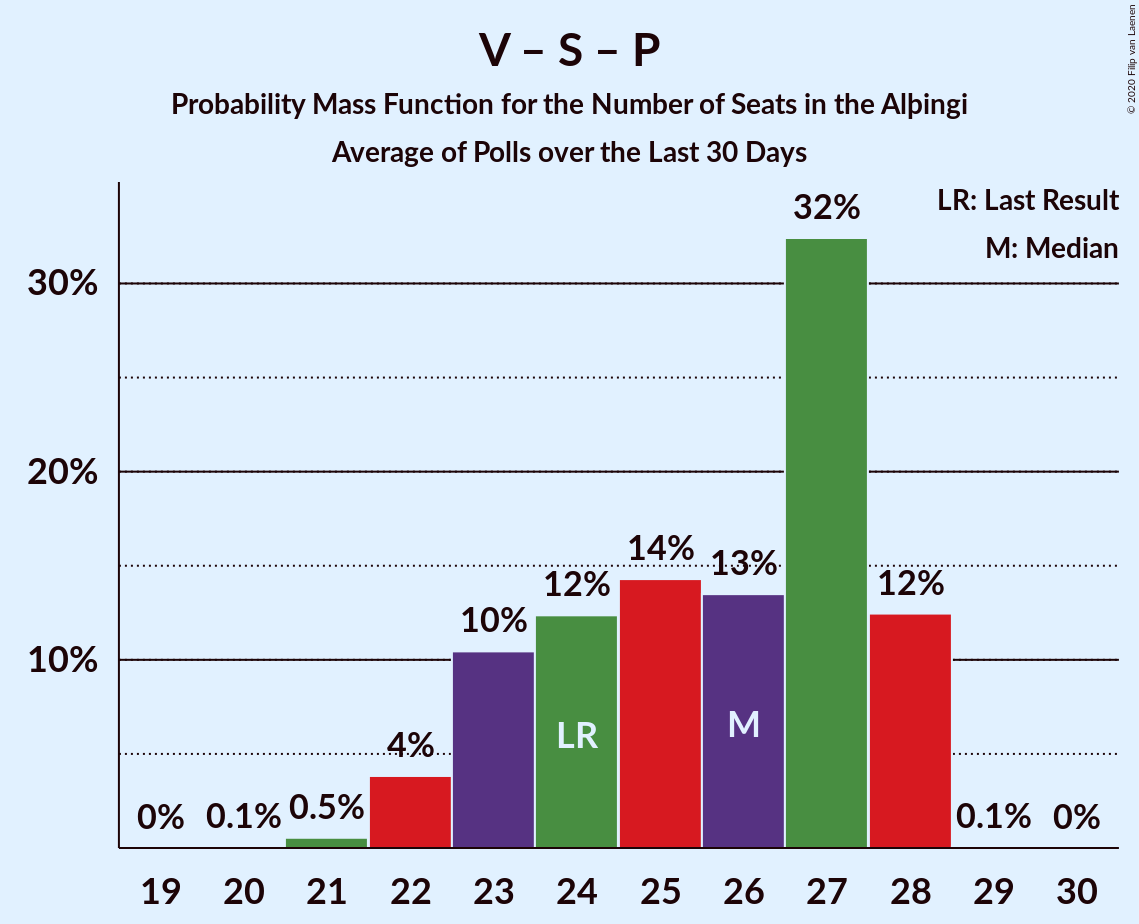 V – S – P
Probability Mass Function for the Number of Seats in the Alþingi
Average of Polls over the Last 30 Days
© 2020 Filip van Laenen
LR: Last Result
M: Median
30%
20%
10%
0%
0.1%
0.5%
4%
10%
12%
14%
13%
32%
12%
0.1%
0%
LR
M
19 20 21 22 23 24 25 26 27 28 29 30